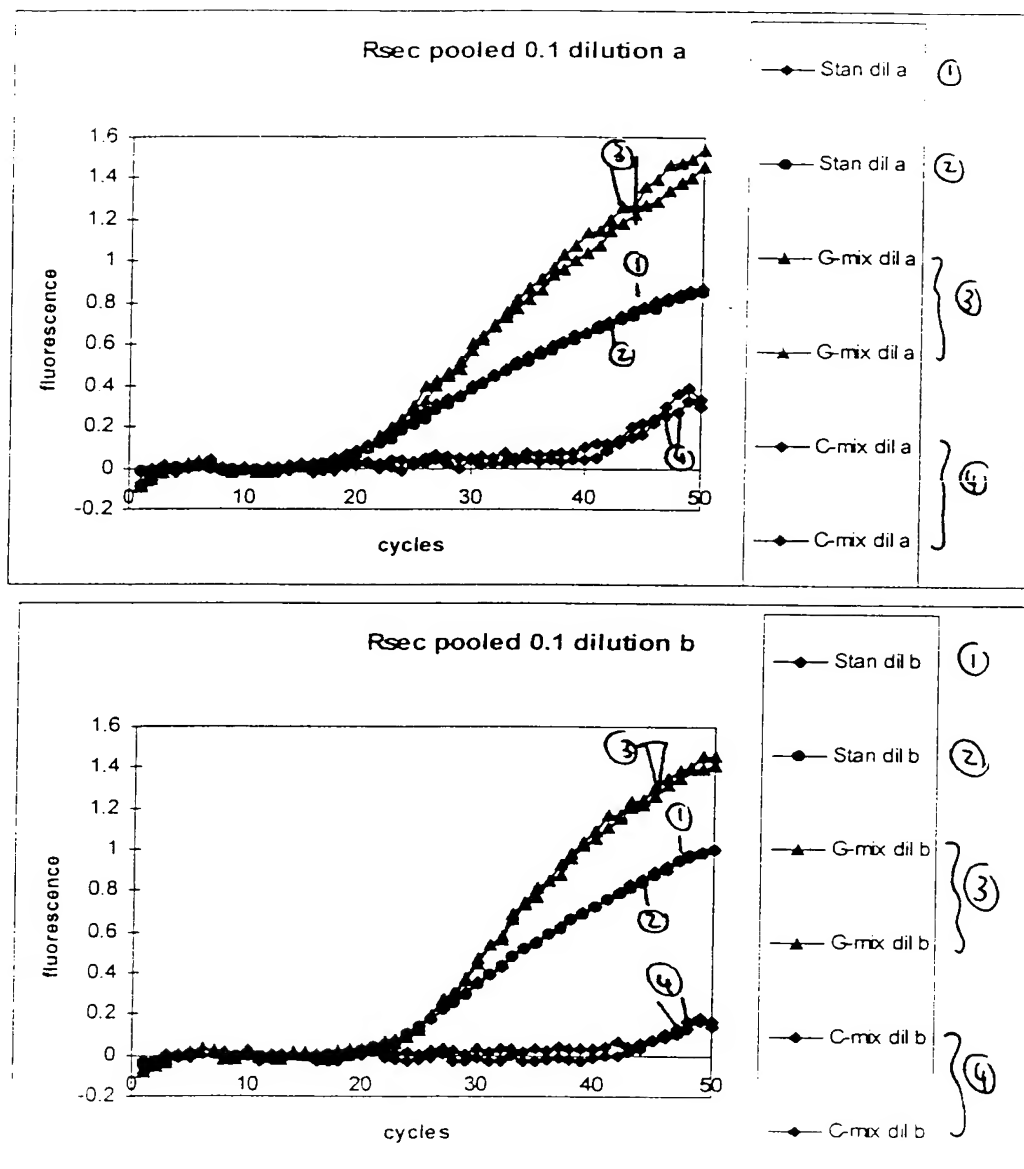 Rsec pooled 0.1 dilution a
1.6
1.4
1.2
1
0.8
0.6
0.4
0.2
0
-0.2
0
10
20
30
40
50
fluorescence
cycles
3
1
2
4
Stan dil a 1
Stan dil a 2
G-mix dil a
G-mix dil a
3
C-mix dil a
C-mix dil a
4
Rsec pooled 0.1 dilution b
1.6
1.4
1.2
1
0.8
0.6
0.4
0.2
0
-0.2
0
10
20
30
40
50
fluorescence
cycles
3
1
2
4
Stan dil b 1
Stan dil b 2
G-mix dil b
G-mix dil b
3
C-mix dil b
C-mix dil b
4